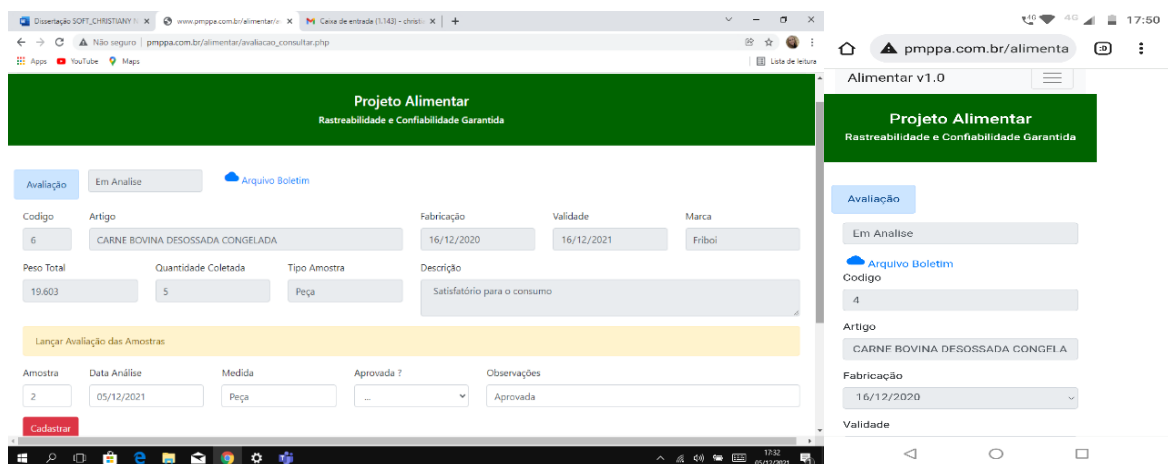 Dissertação SOFT_CHRISTIANY
www.pmppa.com.br/alimentar/
Caixa de entrada (1.143) - christi
Não seguro | pmppa.com.br/alimentar/avaliacao_consultar.php
Apps YouTube Maps
Lista de leitura
Projeto Alimentar
Rastreabilidade e Confiabilidade Garantida
Avaliação Em Analise Arquivo Boletim
Codigo Artigo Fabricação Validade Marca
6 CARNE BOVINA DESOSSADA CONGELADA 16/12/2020 16/12/2021 Friboi
Peso Total Quantidade Coletada Tipo Amostra Descrição
19.603 5 Peça Satisfatório para o consumo
Lançar Avaliação das Amostras
Amostra Data Análise Medida Aprovada ? Observações
2 05/12/2021 Peça ... Aprovada
Cadastrar
17:32
05/12/2021
4G 4G 17:50
pmppa.com.br/alimenta :D
Alimentar v1.0
Projeto Alimentar
Rastreabilidade e Confiabilidade Garantida
Avaliação
Em Analise
Arquivo Boletim
Codigo
4
Artigo
CARNE BOVINA DESOSSADA CONGELA
Fabricação
16/12/2020
Validade